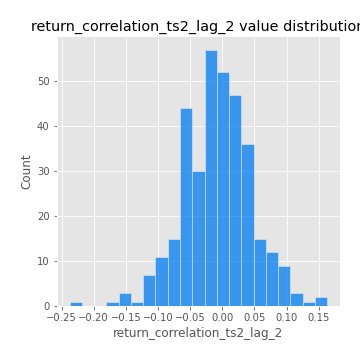 return_correlation_ts2_lag_2 value distribution
Count
50
40
30
20
10
0
−0.25 −0.20 −0.15 −0.10 −0.05 0.00 0.05 0.10 0.15
return_correlation_ts2_lag_2